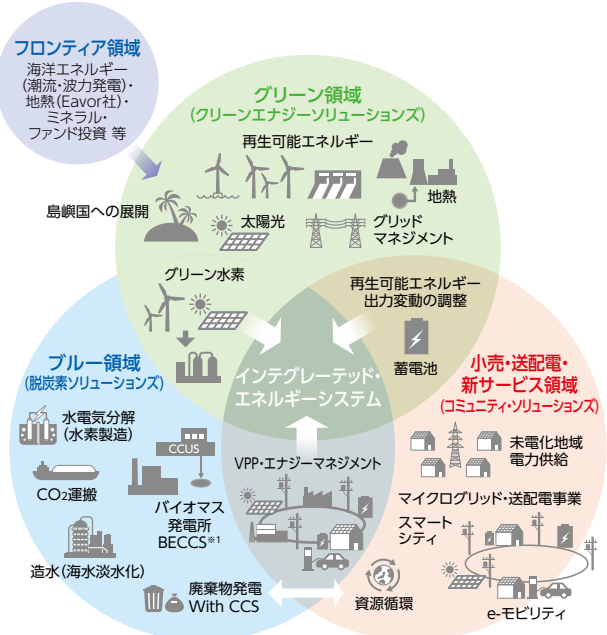 フロンティア領域
海洋エネルギー
(潮流・波力発電)・
地熱(Eavor社)・
ミネラル・
ファンド投資 等
グリーン領域
(クリーンエナジーソリューションズ)
再生可能エネルギー
地熱
島嶼国への展開
太陽光
グリッド
マネジメント
グリーン水素
再生可能エネルギー
出力変動の調整
蓄電池
インテグレーテッド・
エネルギーシステム
ブルー領域
(脱炭素ソリューションズ)
水電気分解
(水素製造)
CCUS
CO₂運搬
バイオマス
発電所
BECCS※1
造水(海水淡水化)
廃棄物発電
With CCS
VPP・エナジーマネジメント
小売・送配電・
新サービス領域
(コミュニティ・ソリューションズ)
未電化地域
電力供給
マイクログリッド・送配電事業
スマート
シティ
資源循環
e-モビリティ